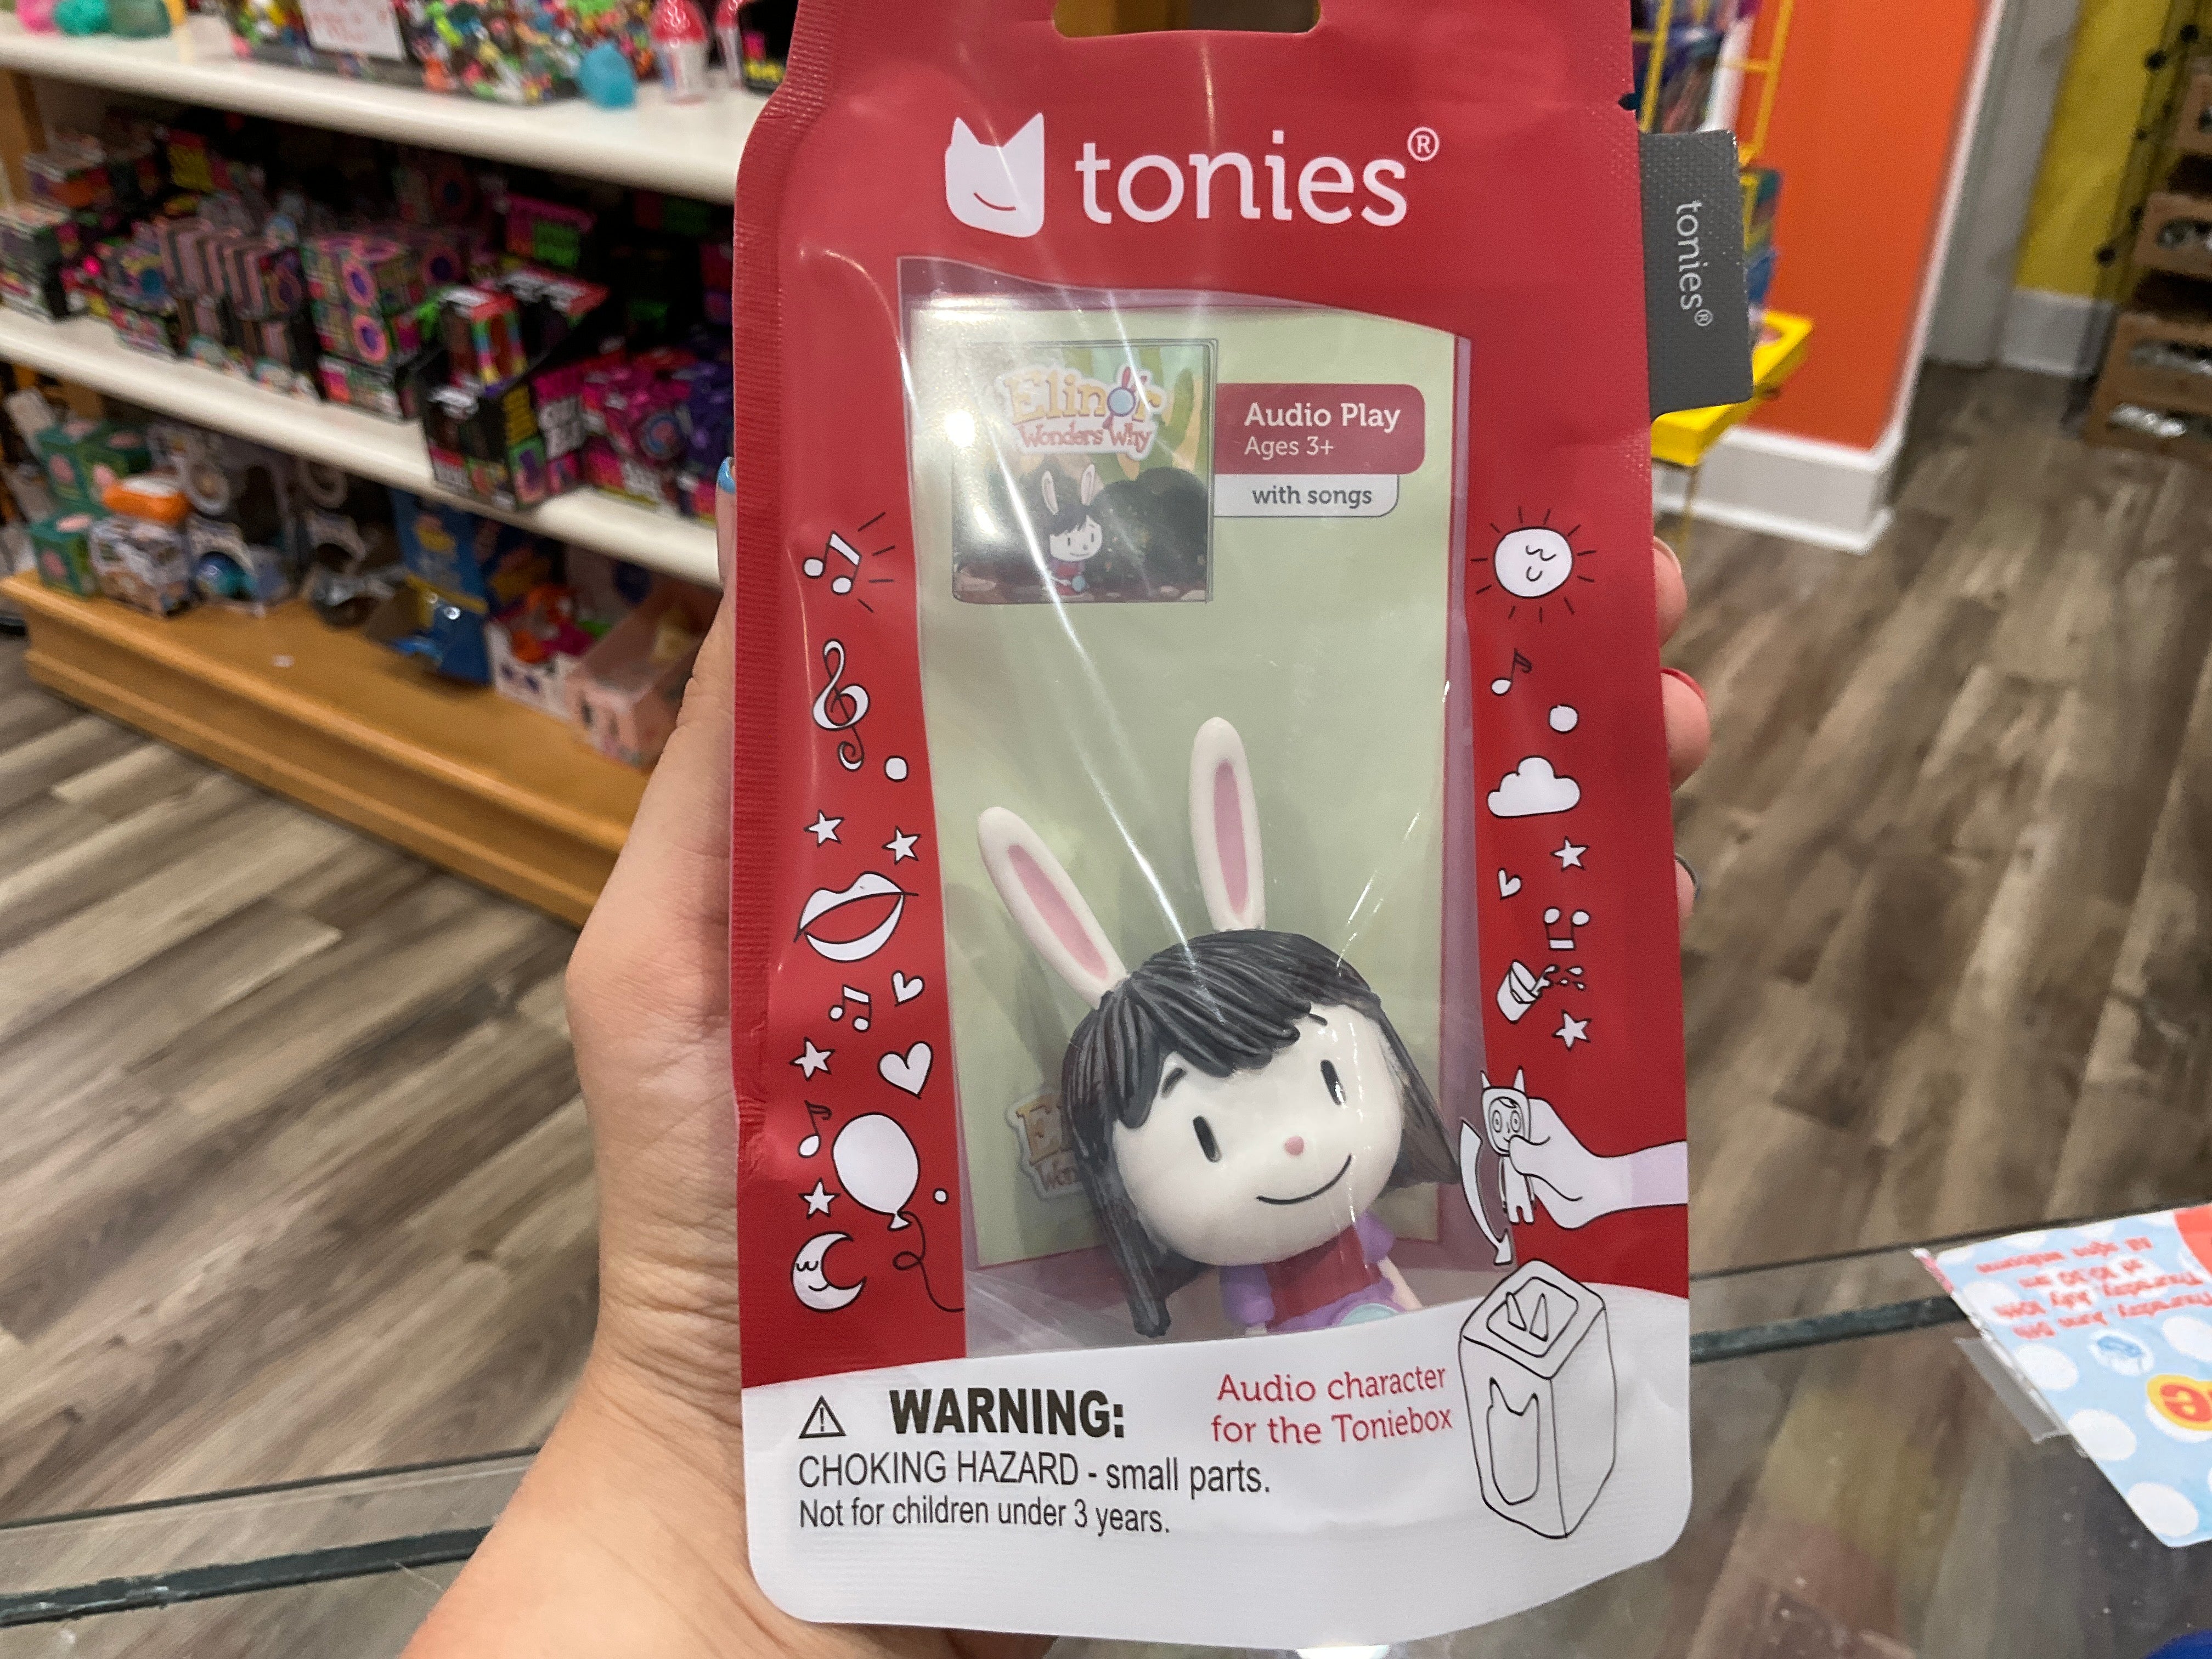 tonies®
tonies®
Elinor
Wonders Why
Audio Play
Ages 3+
with songs
WARNING:
CHOKING HAZARD - small parts.
Not for children under 3 years.
Audio character
for the Toniebox